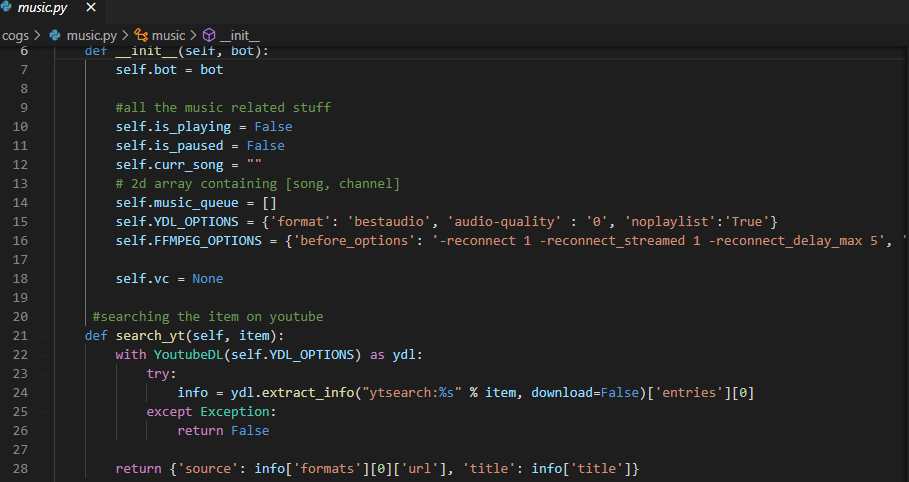 music.py ×
cogs > music.py > music > __init__
6 def __init__(self, bot):
7 self.bot = bot
8
9 #all the music related stuff
10 self.is_playing = False
11 self.is_paused = False
12 self.curr_song = ""
13 # 2d array containing [song, channel]
14 self.music_queue = []
15 self.YDL_OPTIONS = {'format': 'bestaudio', 'audio-quality' : '0', 'noplaylist':'True'}
16 self.FFMPEG_OPTIONS = {'before_options': '-reconnect 1 -reconnect_streamed 1 -reconnect_delay_max 5', '
17
18 self.vc = None
19
20 #searching the item on youtube
21 def search_yt(self, item):
22 with YoutubeDL(self.YDL_OPTIONS) as ydl:
23 try:
24 info = ydl.extract_info("ytsearch:%s" % item, download=False)['entries'][0]
25 except Exception:
26 return False
27
28 return {'source': info['formats'][0]['url'], 'title': info['title']}